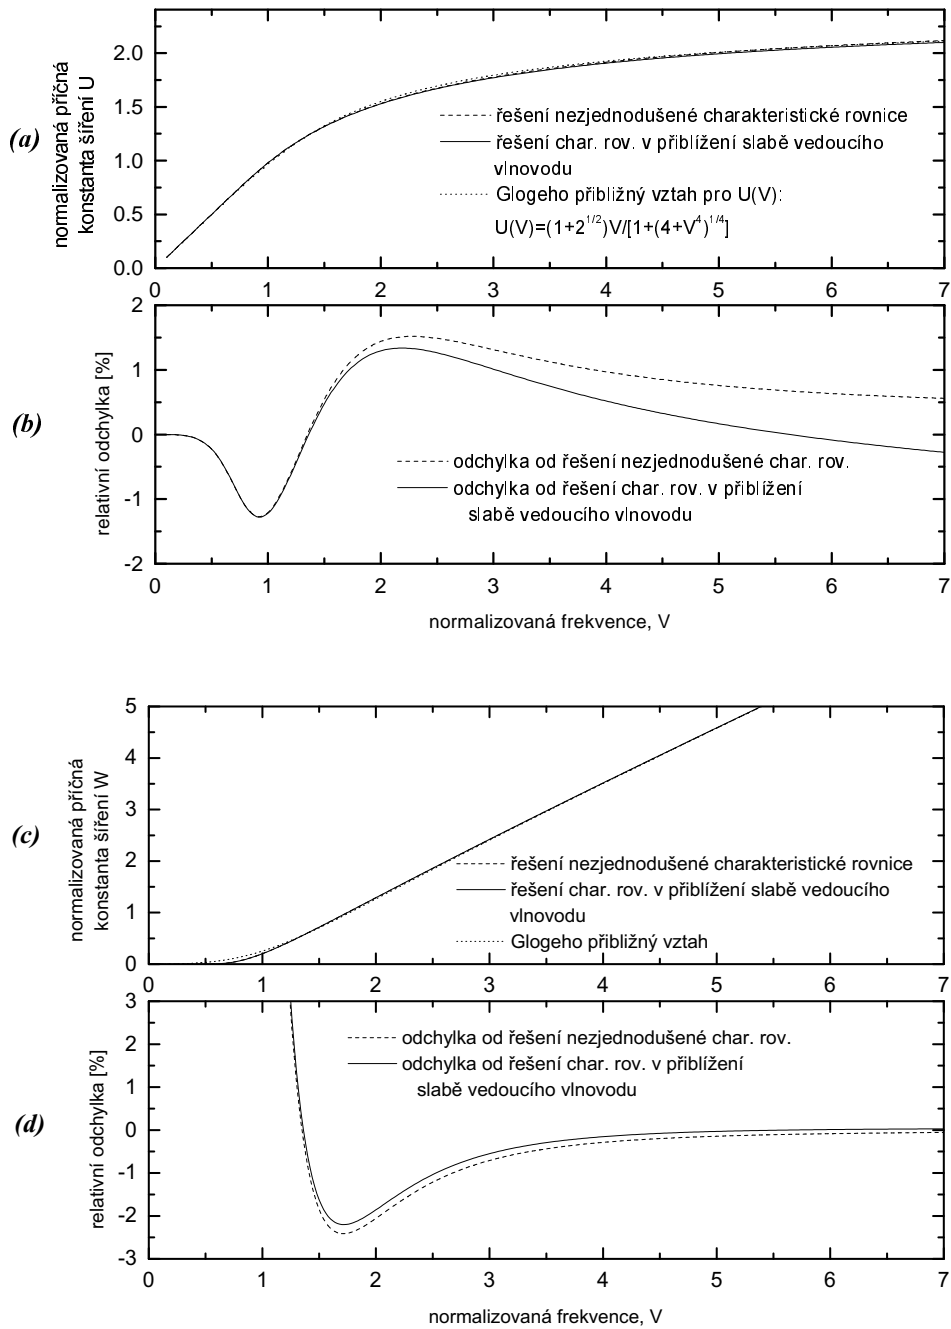 (a)
normalizovaná příčná
konstanta šíření U
2.0
1.5
1.0
0.5
0.0
řešení nezjednodušené charakteristické rovnice
řešení char. rov. v přiblížení slabě vedoucího
vlnovodu
Glogeho přibližný vztah pro U(V):
U(V)=(1+2^1/2)V/[1+(4+V^4)^1/4]
0 1 2 3 4 5 6 7
(b)
relativní odchylka [%]
2
1
0
-1
-2
odchylka od řešení nezjednodušené char. rov.
odchylka od řešení char. rov. v přiblížení
slabě vedoucího vlnovodu
0 1 2 3 4 5 6 7
normalizovaná frekvence, V
(c)
normalizovaná příčná
konstanta šíření W
5
4
3
2
1
0
řešení nezjednodušené charakteristické rovnice
řešení char. rov. v přiblížení slabě vedoucího
vlnovodu
Glogeho přibližný vztah
0 1 2 3 4 5 6 7
(d)
relativní odchylka [%]
3
2
1
0
-1
-2
-3
odchylka od řešení nezjednodušené char. rov.
odchylka od řešení char. rov. v přiblížení
slabě vedoucího vlnovodu
0 1 2 3 4 5 6 7
normalizovaná frekvence, V